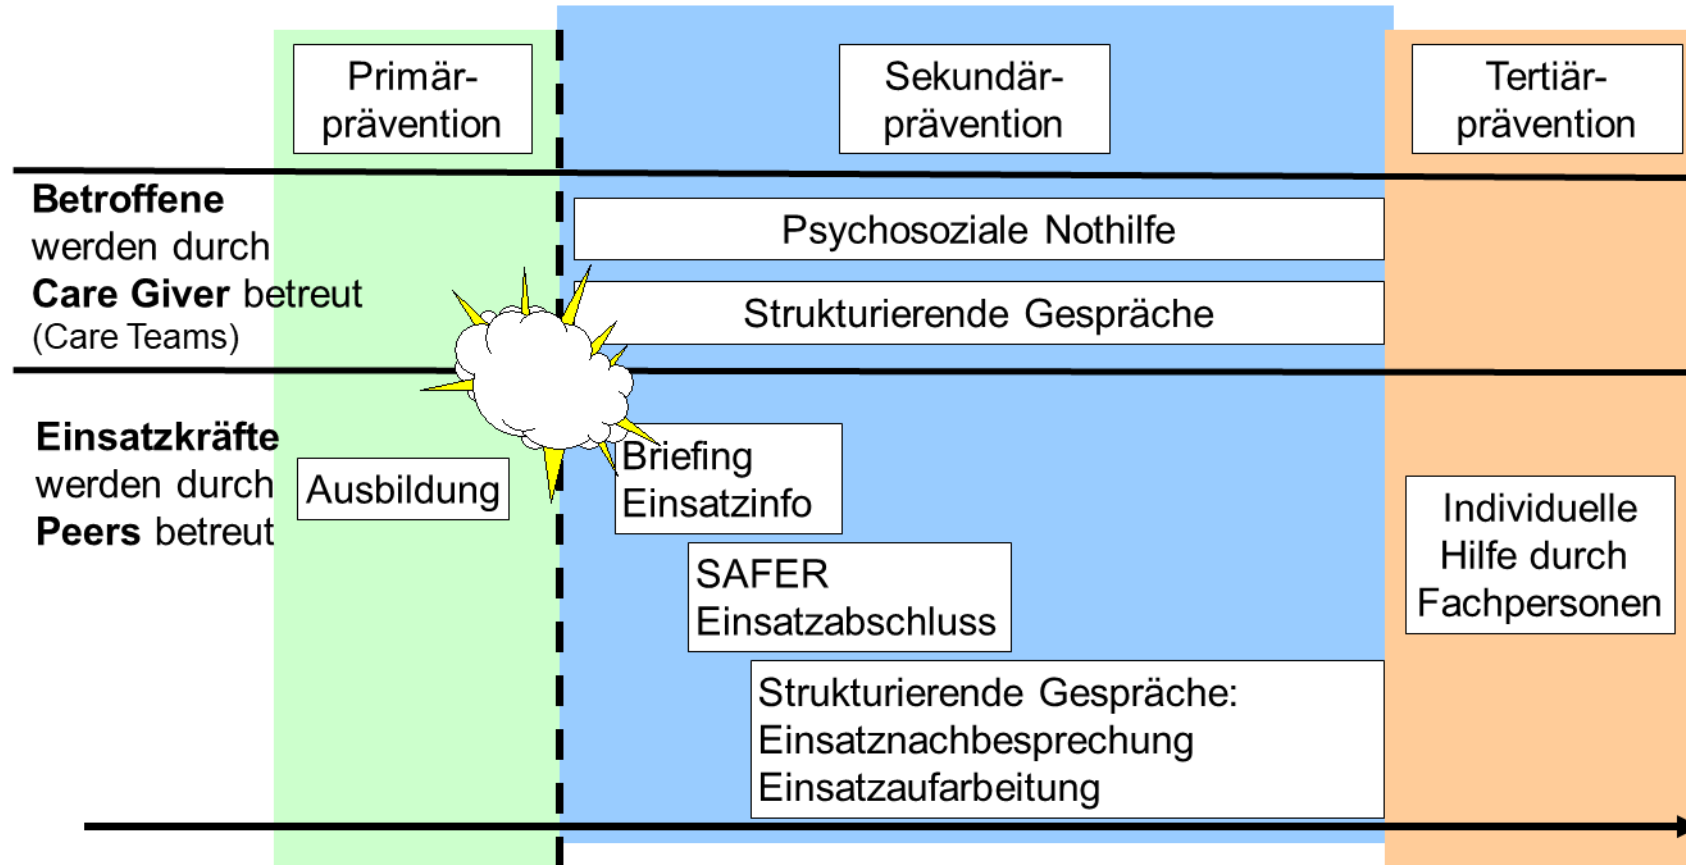 Primär-
prävention
Sekundär-
prävention
Tertiär-
prävention
Betroffene
werden durch
Care Giver betreut
(Care Teams)
Psychosoziale Nothilfe
Strukturierende Gespräche
Einsatzkräfte
werden durch
Peers betreut
Ausbildung
Briefing
Einsatzinfo
SAFER
Einsatzabschluss
Strukturierende Gespräche:
Einsatznachbesprechung
Einsatzaufarbeitung
Individuelle
Hilfe durch
Fachpersonen